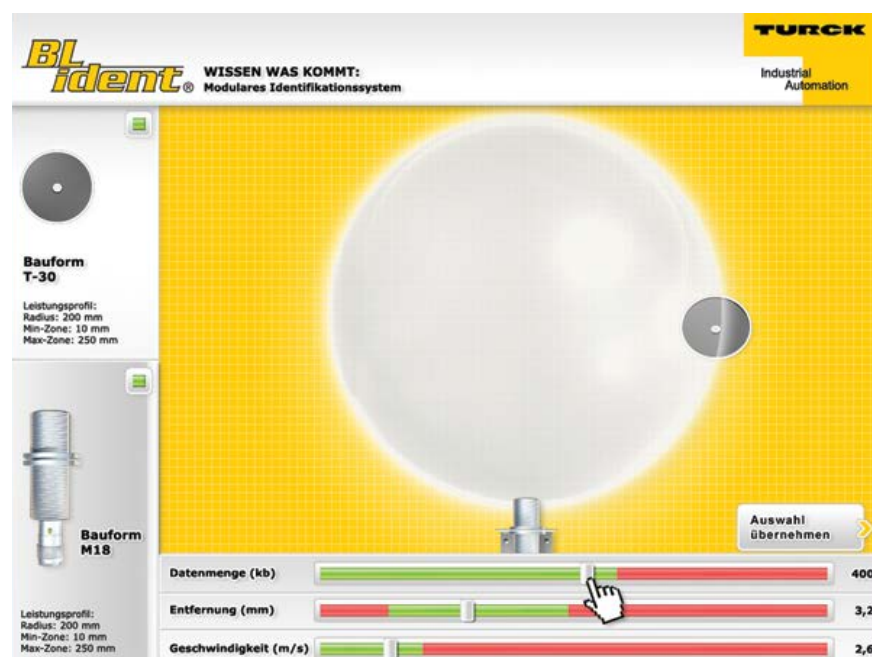 TURCK
Industrial
Automation
BL
ident®
WISSEN WAS KOMMT:
Modulares Identifikationssystem
Bauform
T-30
Leistungsprofil:
Radius: 200 mm
Min-Zone: 10 mm
Max-Zone: 250 mm
Bauform
M18
Leistungsprofil:
Radius: 200 mm
Min-Zone: 10 mm
Max-Zone: 250 mm
Auswahl
übernehmen
Datenmenge (kb) 400
Entfernung (mm) 3,2
Geschwindigkeit (m/s) 2,6